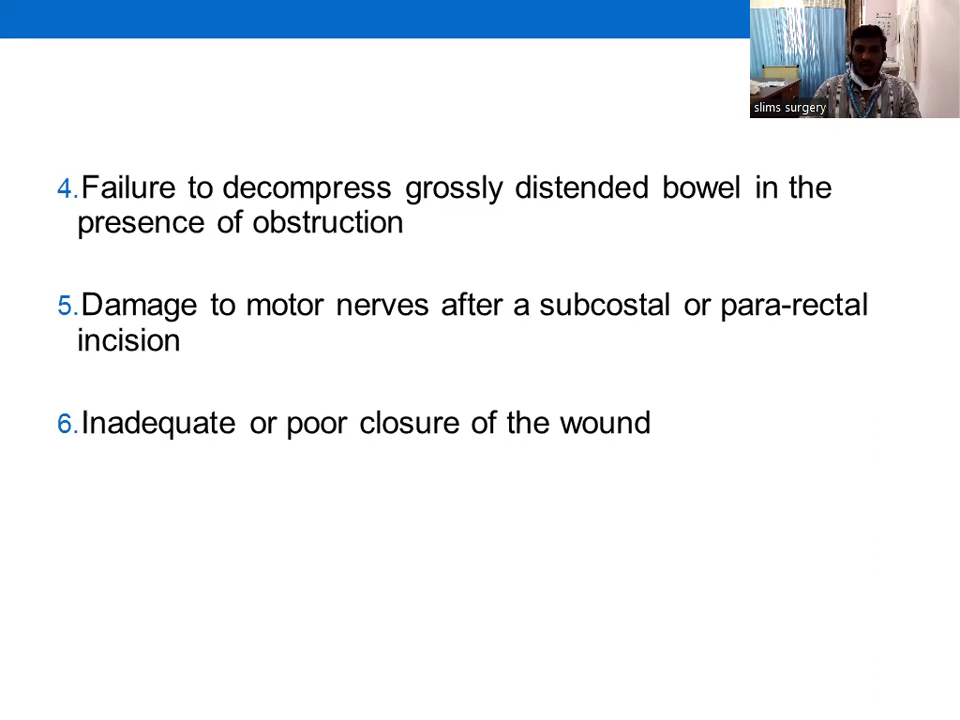 slims surgery
4.Failure to decompress grossly distended bowel in the
presence of obstruction
5.Damage to motor nerves after a subcostal or para-rectal
incision
6.Inadequate or poor closure of the wound